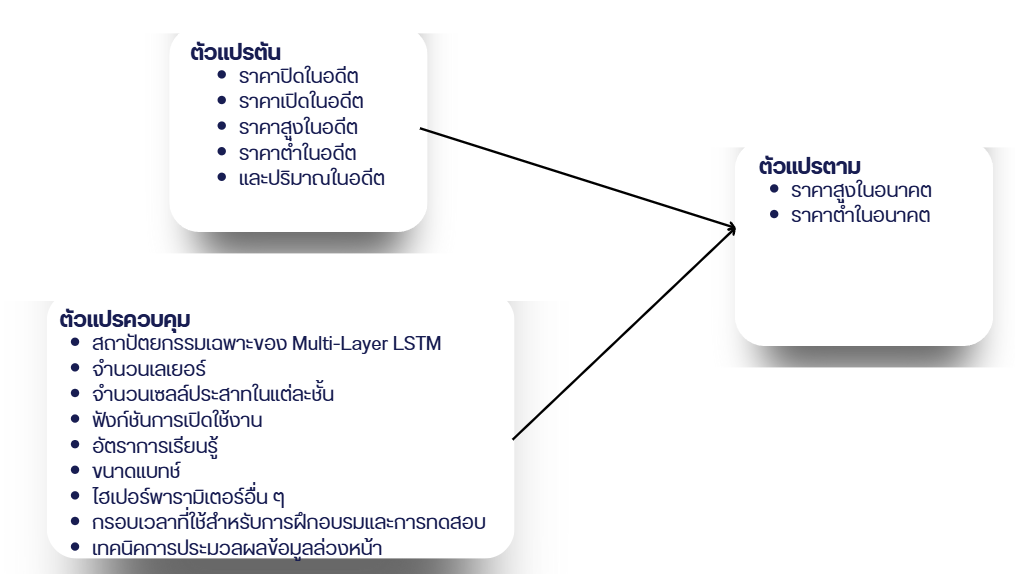 ตัวแปรต้น
• ราคาปิดในอดีต
• ราคาเปิดในอดีต
• ราคาสูงในอดีต
• ราคาต่ำในอดีต
• และปริมาณในอดีต
ตัวแปรตาม
• ราคาสูงในอนาคต
• ราคาต่ำในอนาคต
ตัวแปรควบคุม
• สถาปัตยกรรมเฉพาะของ Multi-Layer LSTM
• จำนวนเลเยอร์
• จำนวนเซลล์ประสาทในแต่ละชั้น
• ฟังก์ชันการเปิดใช้งาน
• อัตราการเรียนรู้
• ขนาดแบทช์
• ไฮเปอร์พารามิเตอร์อื่น ๆ
• กรอบเวลาที่ใช้สำหรับการฝึกอบรมและการทดสอบ
• เทคนิคการประมวลผลข้อมูลล่วงหน้า